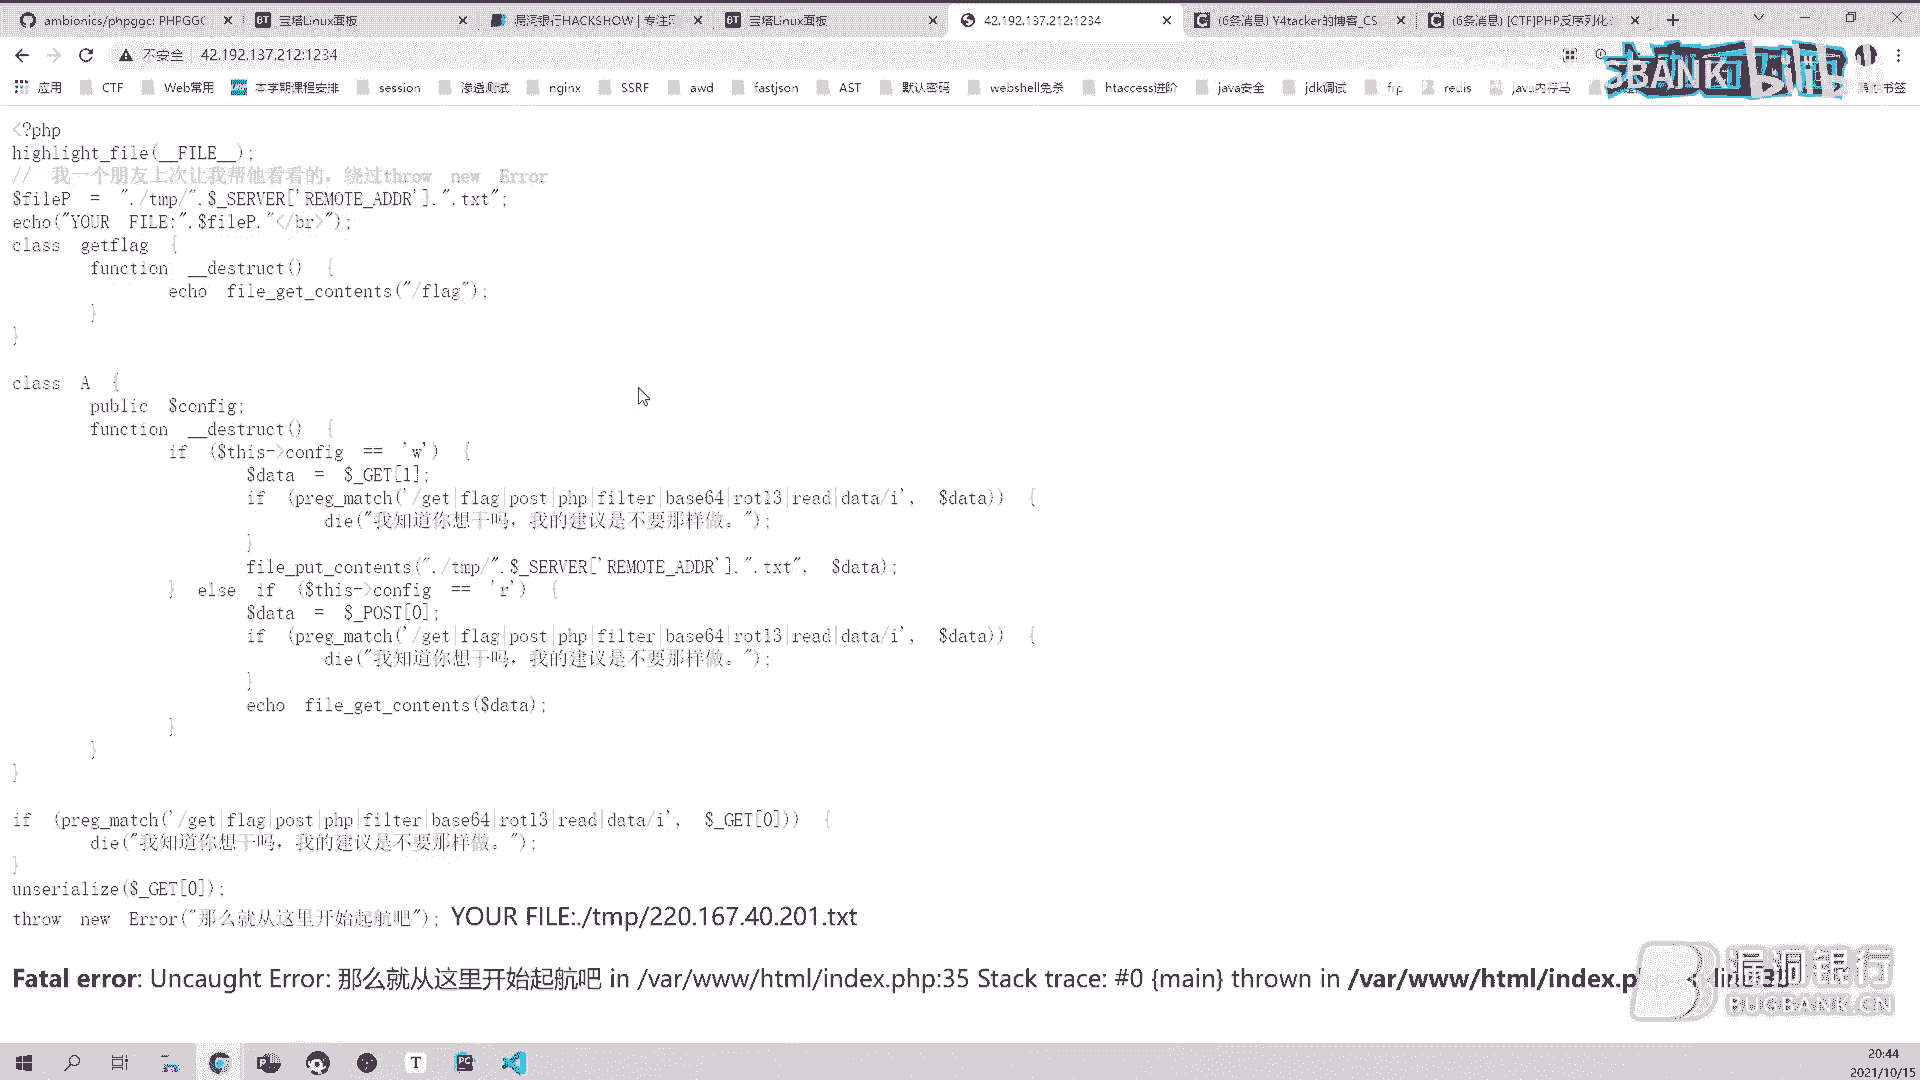 ambionics/phpggc: PHPGGC
宝塔Linux面板
漏洞银行HACKSHOW | 专注
宝塔Linux面板
42.192.137.212:1234
(6条消息) Y4tacker的博客_CS
(6条消息) [CTF]PHP反序列化
不安全 42.192.137.212:1234
应用 CTF Web常用 本学期课程安排 session 渗透测试 nginx SSRF awd fastjson AST 默认密码 webshell免杀 htaccess进阶 java安全 jdk调试 frp redis java内存马 书签
<?php
highlight_file(__FILE__);
// 我一个朋友上次让我帮他看看的，绕过throw new Error
$fileP = "./tmp/".$_SERVER['REMOTE_ADDR'].".txt";
echo("YOUR FILE:".$fileP."</br>");
class getflag {
function __destruct() {
echo file_get_contents("/flag");
}
}
class A {
public $config;
function __destruct() {
if ($this->config == 'w') {
$data = $_GET[1];
if (preg_match('/get|flag|post|php|filter|base64|rot13|read|data/i', $data)) {
die("我知道你想干吗，我的建议是不要那样做。");
}
file_put_contents("./tmp/".$_SERVER['REMOTE_ADDR'].".txt", $data);
} else if ($this->config == 'r') {
$data = $_POST[0];
if (preg_match('/get|flag|post|php|filter|base64|rot13|read|data/i', $data)) {
die("我知道你想干吗，我的建议是不要那样做。");
}
echo file_get_contents($data);
}
}
}
if (preg_match('/get|flag|post|php|filter|base64|rot13|read|data/i', $_GET[0])) {
die("我知道你想干吗，我的建议是不要那样做。");
}
unserialize($_GET[0]);
throw new Error("那么就从这里开始起航吧"); YOUR FILE:./tmp/220.167.40.201.txt
Fatal error: Uncaught Error: 那么就从这里开始起航吧 in /var/www/html/index.php:35 Stack trace: #0 {main} thrown in /var/www/html/index.p
漏洞银行
BUGBANK.CN
20:44
2021/10/15